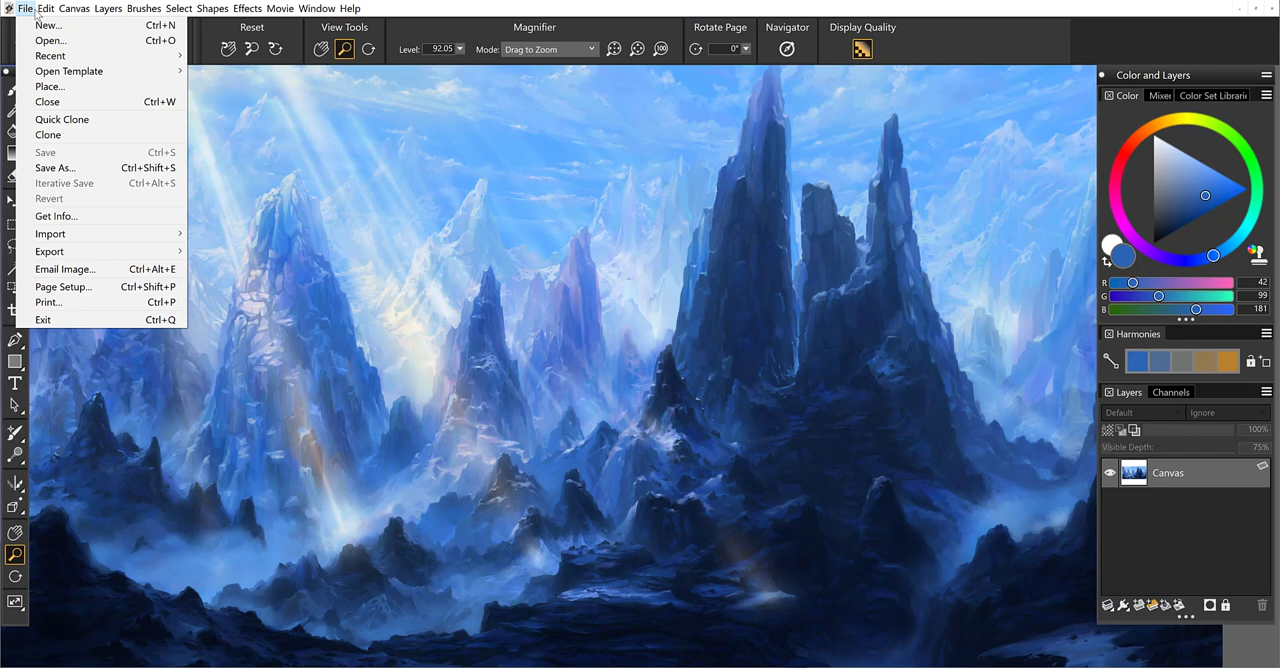 File Edit Canvas Layers Brushes Select Shapes Effects Movie Window Help
New... Ctrl+N
Open... Ctrl+O
Recent
Open Template
Place...
Close Ctrl+W
Quick Clone
Clone
Save Ctrl+S
Save As... Ctrl+Shift+S
Iterative Save Ctrl+Alt+S
Revert
Get Info...
Import
Export
Email Image... Ctrl+Alt+E
Page Setup... Ctrl+Shift+P
Print... Ctrl+P
Exit Ctrl+Q
Reset
View Tools
Magnifier
Level: 92.05 Mode: Drag to Zoom
100
Rotate Page
0°
Navigator
Display Quality
Color and Layers
Color Mixer Color Set Librari
R 42
G 99
B 181
Harmonies
Layers Channels
Default Ignore
100%
Visible Depth: 75%
Canvas
T